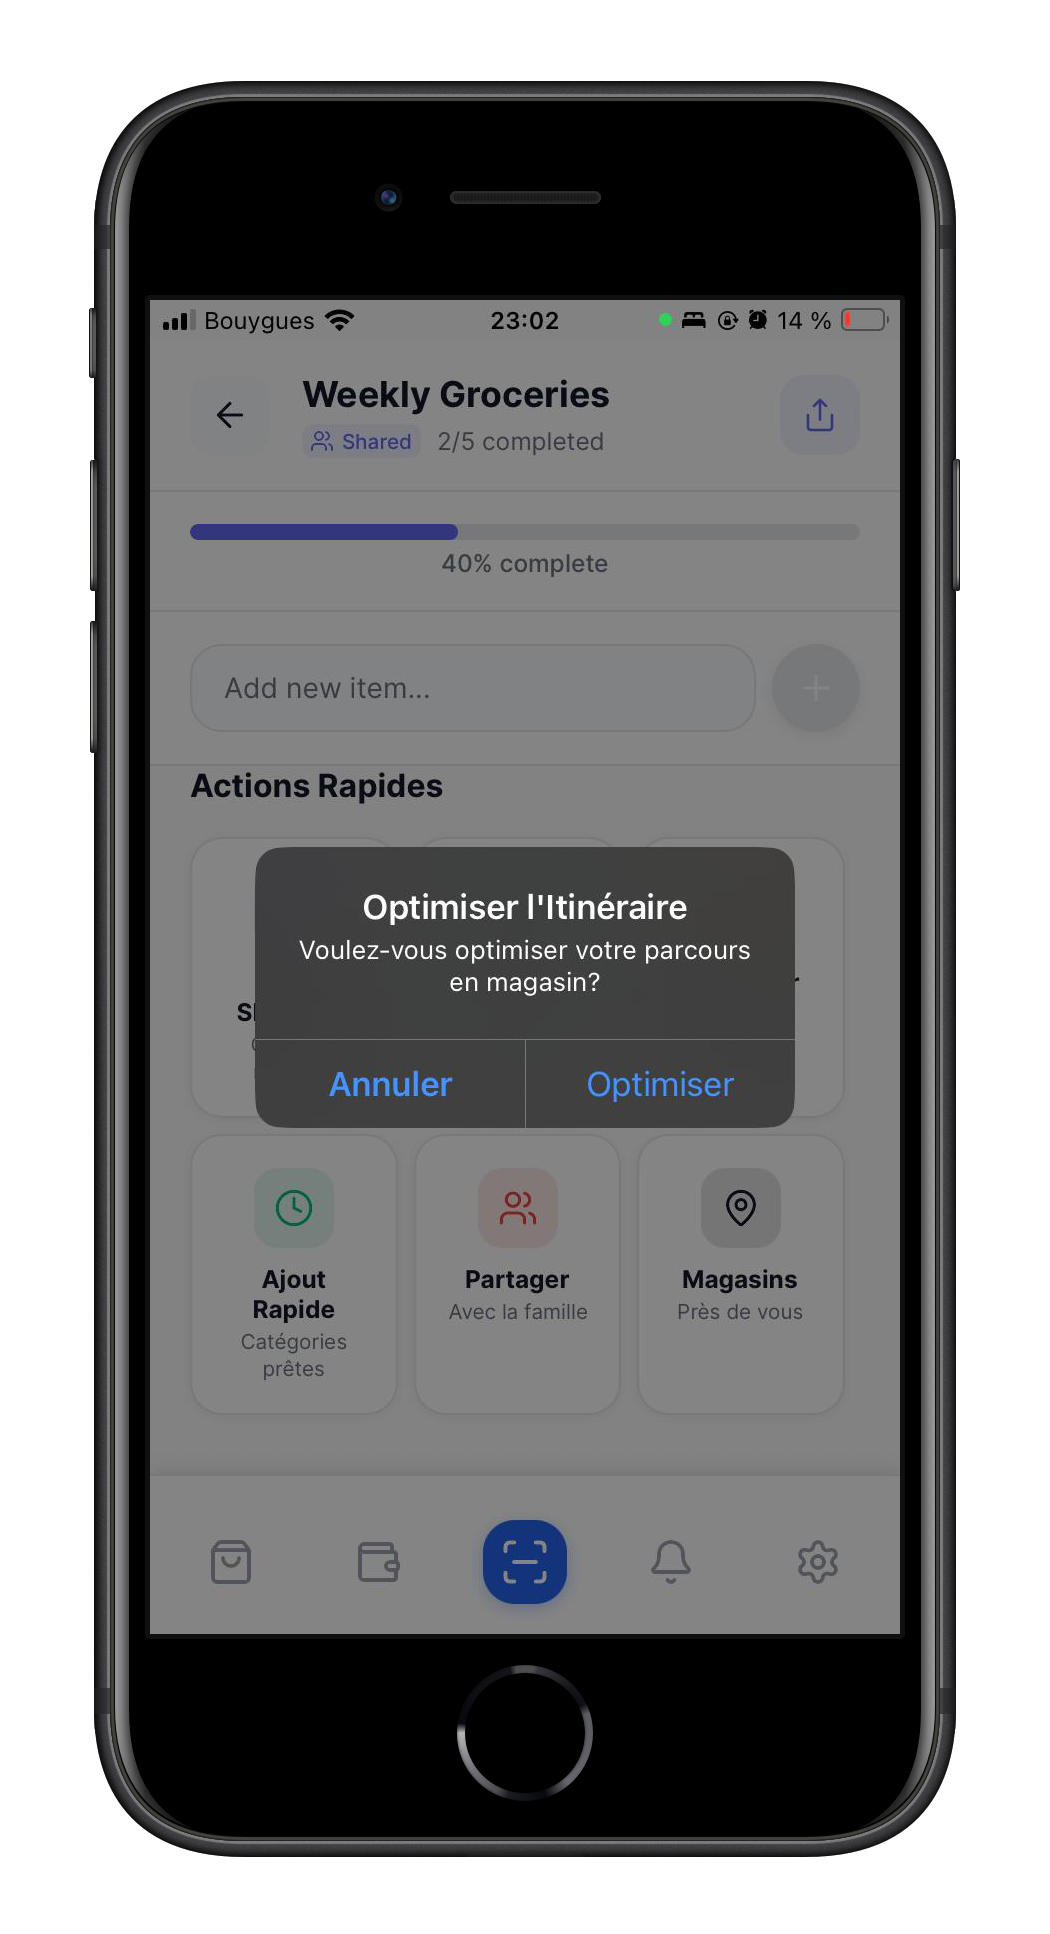 Bouygues 23:02 14 %
Weekly Groceries
Shared 2/5 completed
40% complete
Add new item...
Actions Rapides
Optimiser l'Itinéraire
Voulez-vous optimiser votre parcours
en magasin?
Annuler Optimiser
Ajout
Rapide
Catégories
prêtes
Partager
Avec la famille
Magasins
Près de vous